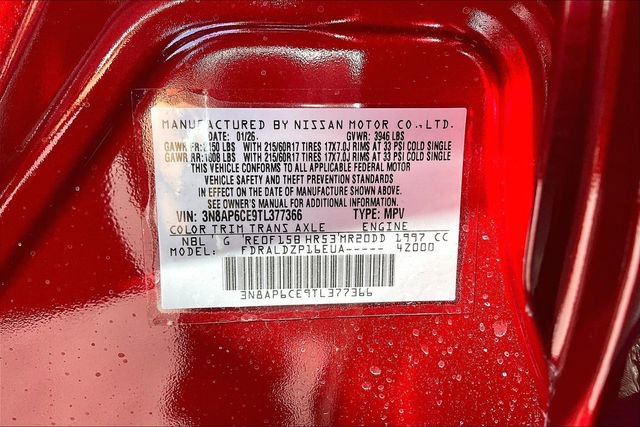 MANUFACTURED BY NISSAN MOTOR CO.,LTD.
DATE: 01/26 GVWR: 3946 LBS
GAWR FR: 2150 LBS WITH 215/60R17 TIRES 17X7.0J RIMS AT 33 PSI COLD SINGLE
GAWR RR: 1808 LBS WITH 215/60R17 TIRES 17X7.0J RIMS AT 33 PSI COLD SINGLE
THIS VEHICLE CONFORMS TO ALL APPLICABLE FEDERAL MOTOR
VEHICLE SAFETY AND THEFT PREVENTION STANDARDS
IN EFFECT ON THE DATE OF MANUFACTURE SHOWN ABOVE.
SEE OWNER'S MANUAL FOR ADDITIONAL INFORMATION.
VIN: 3N8AP6CE9TL377366 TYPE: MPV
COLOR TRIM TRANS AXLE ENGINE
NBL G RE0F15B HR53 MR20DD 1997 CC
MODEL: FDRALDZP16EUA----- 42000
3N8AP6CE9TL377366